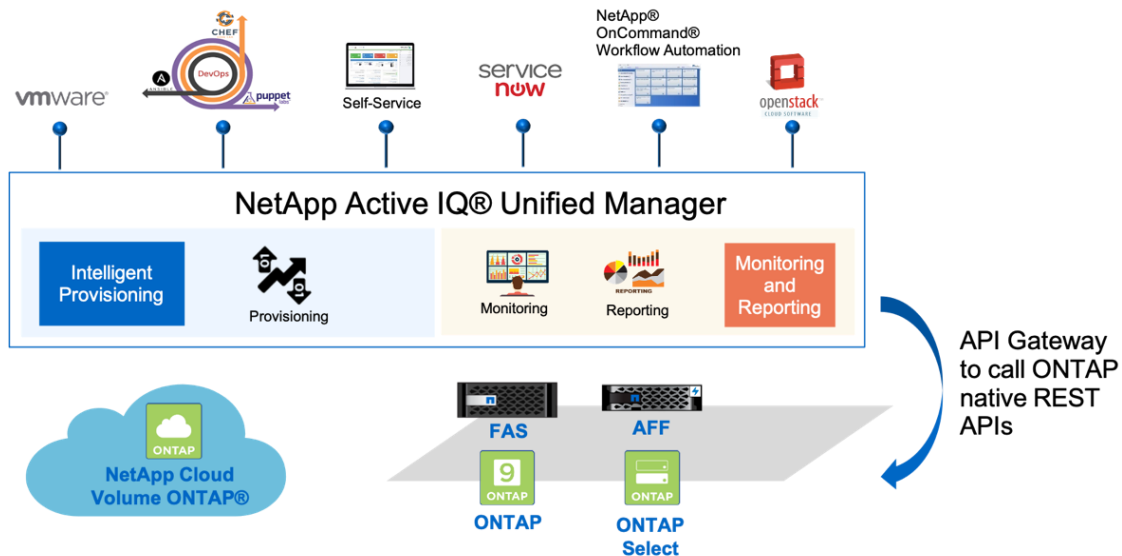 NetApp®
OnCommand®
Workflow Automation
CHEF
DevOps
A
ANSIBLE
puppet
labs
vmware®
Self-Service
service
now
openstack
CLOUD SOFTWARE
NetApp Active IQ® Unified Manager
Intelligent
Provisioning
Provisioning
Monitoring
REPORTING
Reporting
Monitoring
and
Reporting
API Gateway
to call ONTAP
native REST
APIs
FAS
AFF
ONTAP
NetApp Cloud
Volume ONTAP®
9
ONTAP
ONTAP
ONTAP
ONTAP
Select